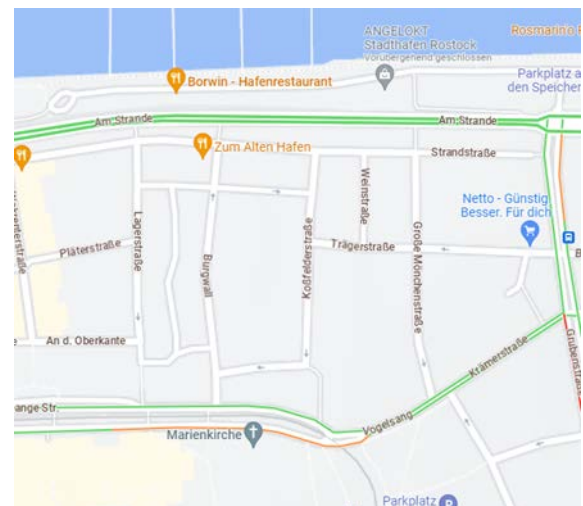 ANGELOKT
Stadthafen Rostock
Vorübergehend geschlossen
Rosmarino
Borwin - Hafenrestaurant
Parkplatz a
den Speicher
Am Strande
Am Strande
Zum Alten Hafen
Strandstraße
Weinstraße
Netto - Günstig
Besser. Für dich
Lagerstraße
Koßfelderstraße
Große Mönchenstraße
Pläterstraße
Trägerstraße
Burgwall
An d. Oberkante
Krämerstraße
Grubenstraße
ange Str.
Vogelsang
Marienkirche
Parkplatz